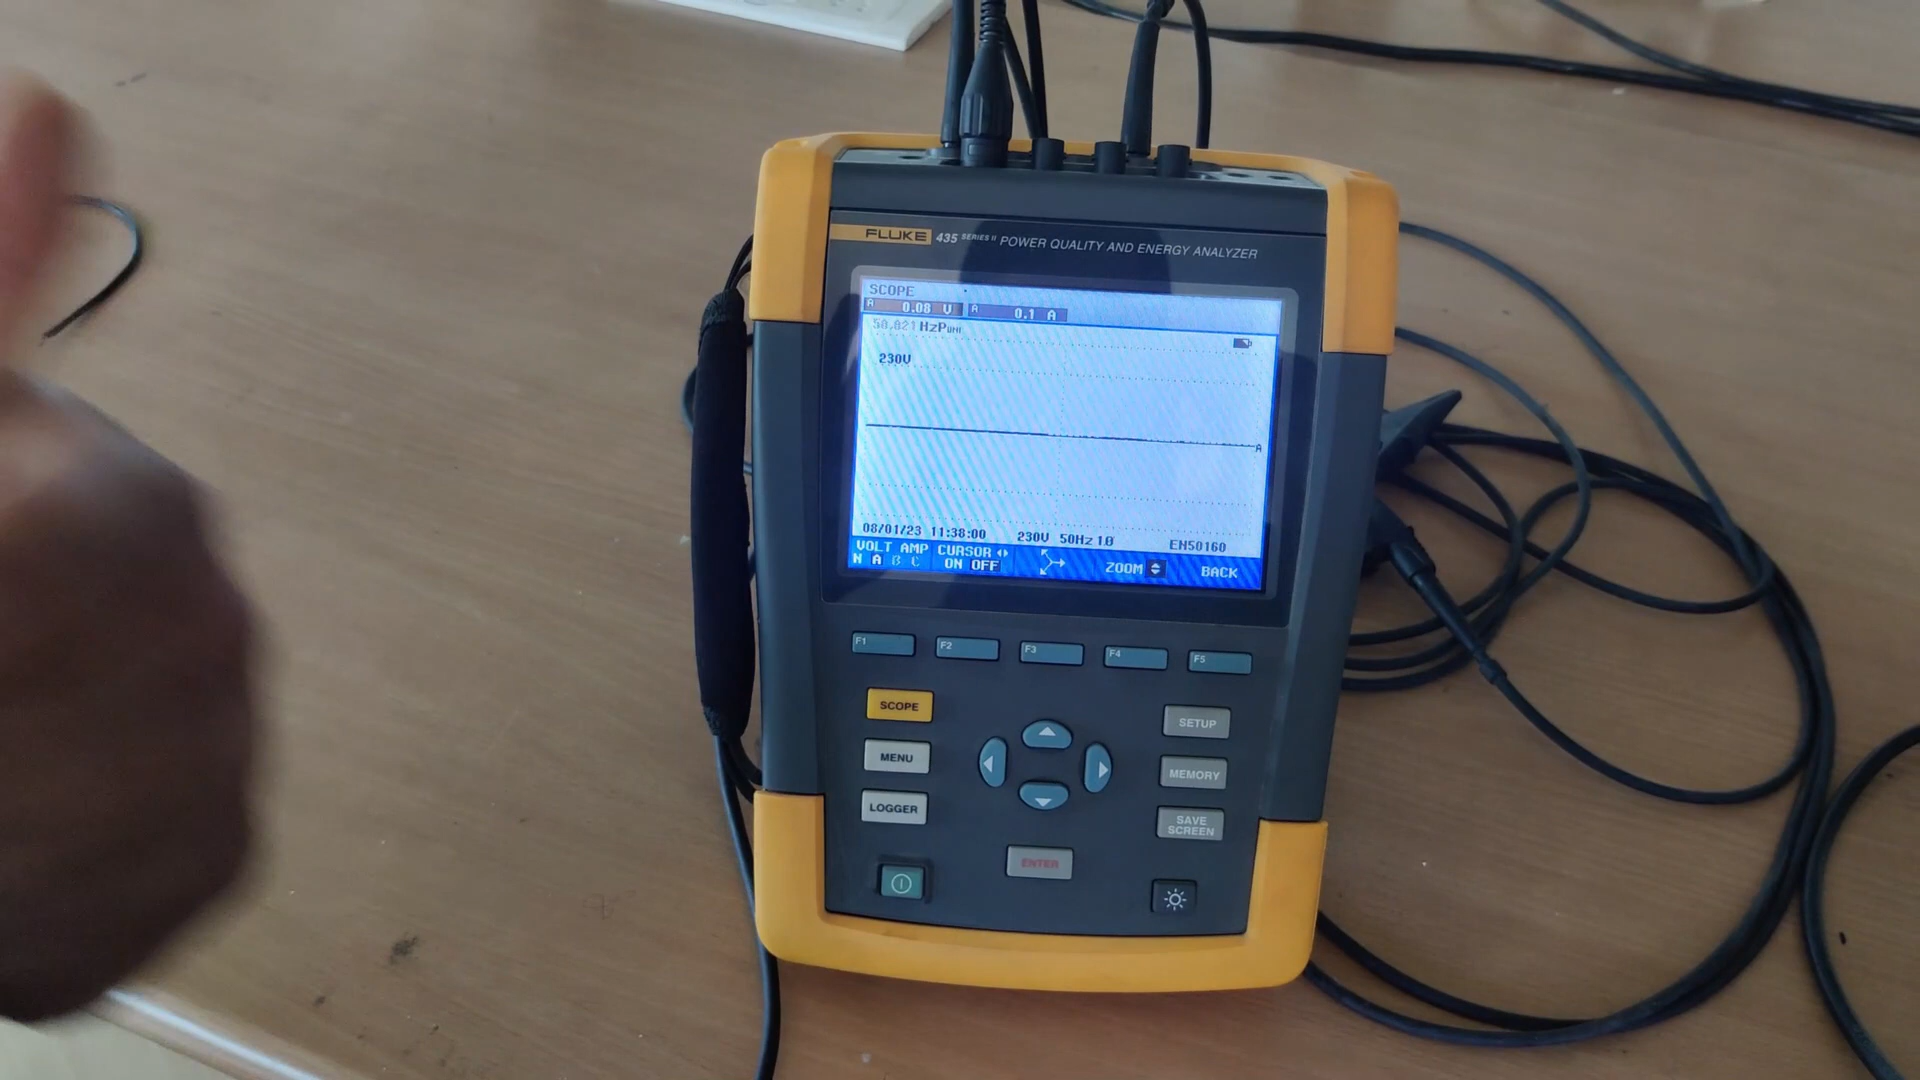 FLUKE 435 SERIES II POWER QUALITY AND ENERGY ANALYZER
SCOPE
A 0.08 V A 0.1 A
50.021 HzPUNI
230V
A
08/01/23 11:38:00 230V 50Hz 1Ø EN50160
VOLT AMP CURSOR ZOOM BACK
N A B C ON OFF
F1 F2 F3 F4 F5
SCOPE SETUP
MENU MEMORY
LOGGER SAVE SCREEN
ENTER